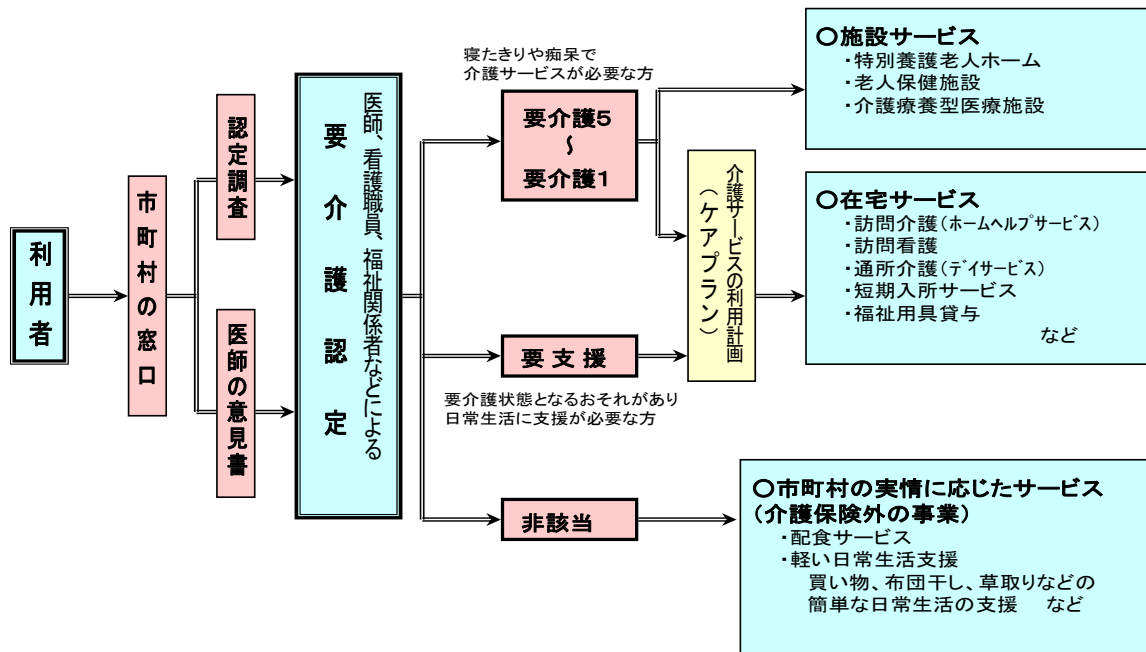 利用者
市町村の窓口
認定調査
医師の意見書
要介護認定
医師、看護職員、福祉関係者などによる
寝たきりや痴呆で
介護サービスが必要な方
要介護5
~
要介護1
要支援
要介護状態となるおそれがあり
日常生活に支援が必要な方
非該当
介護サービスの利用計画
(ケアプラン)
○施設サービス
・特別養護老人ホーム
・老人保健施設
・介護療養型医療施設
○在宅サービス
・訪問介護(ホームヘルプサービス)
・訪問看護
・通所介護(デイサービス)
・短期入所サービス
・福祉用具貸与
など
○市町村の実情に応じたサービス
(介護保険外の事業)
・配食サービス
・軽い日常生活支援
買い物、布団干し、草取りなどの
簡単な日常生活の支援 など